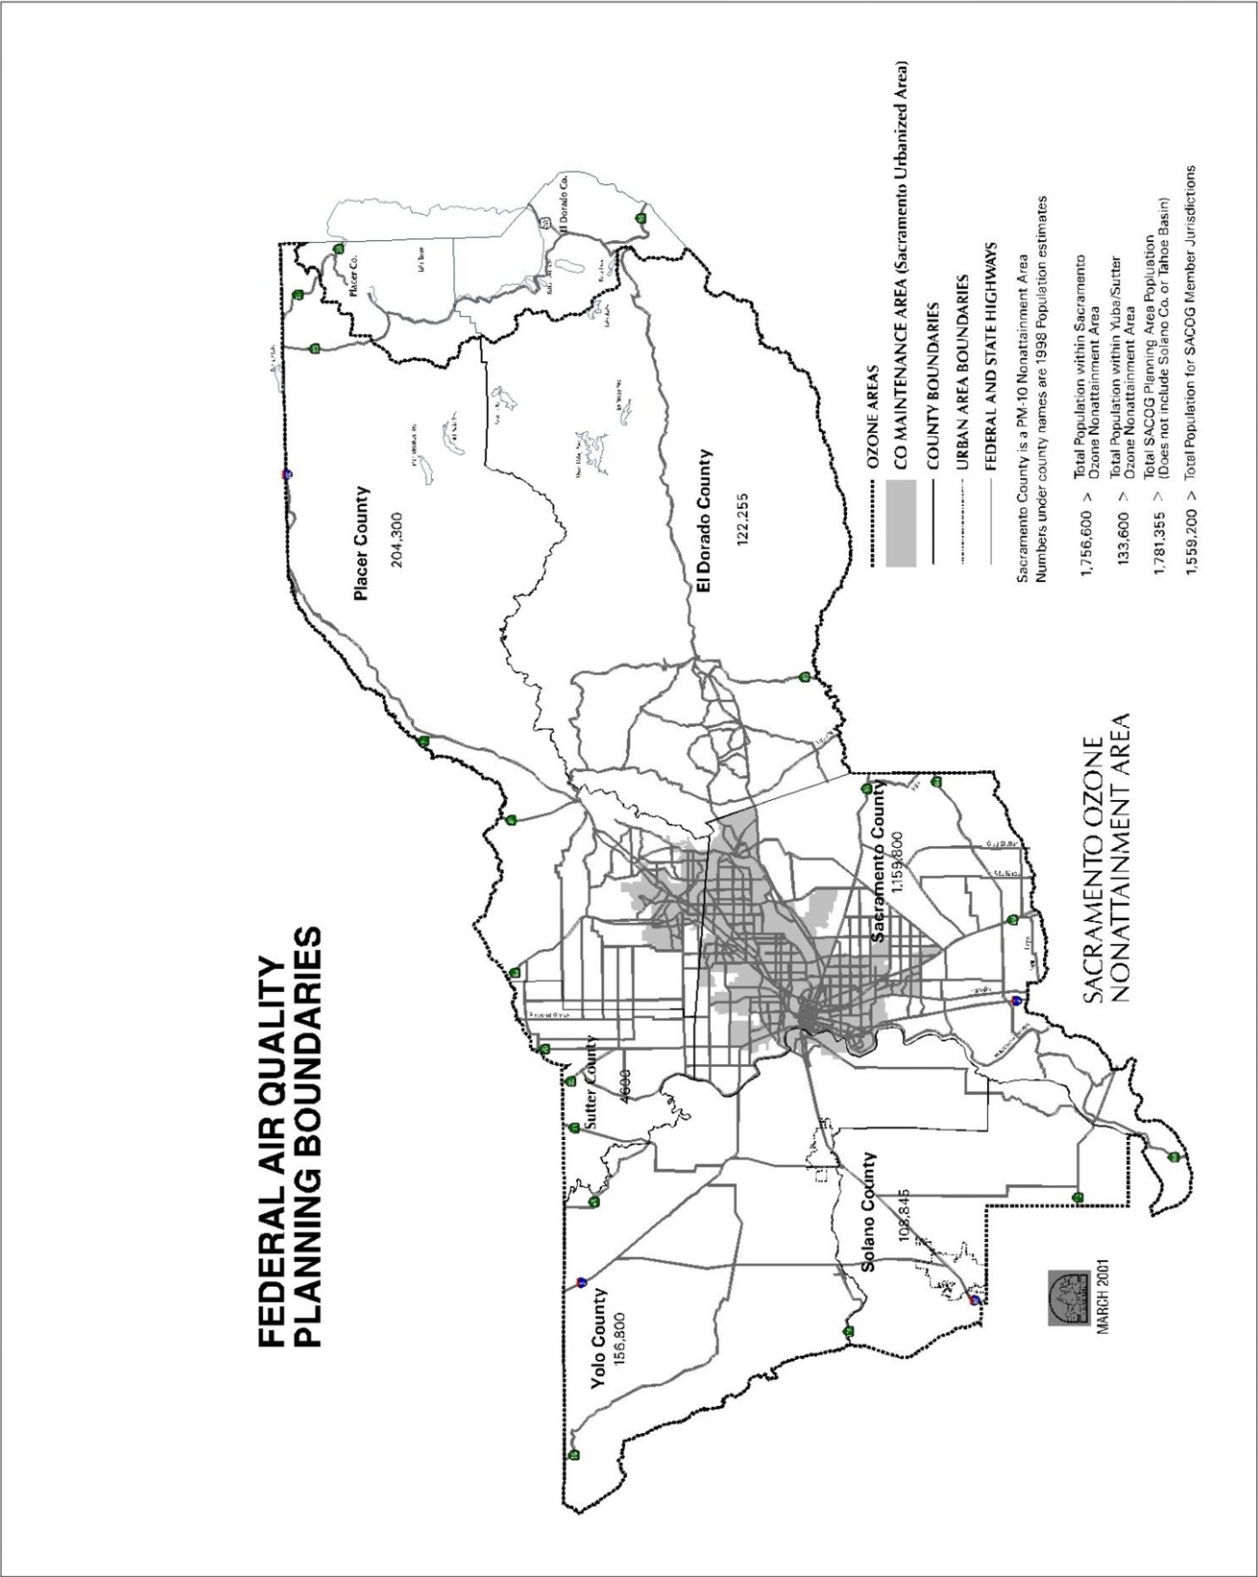 FEDERAL AIR QUALITY
PLANNING BOUNDARIES
Placer Co.
El Dorado Co.
Placer County
204,300
El Dorado County
122,255
Sutter County
4600
Sacramento County
1,159,800
Yolo County
156,800
Solano County
108,845
OZONE AREAS
CO MAINTENANCE AREA (Sacramento Urbanized Area)
COUNTY BOUNDARIES
URBAN AREA BOUNDARIES
FEDERAL AND STATE HIGHWAYS
Sacramento County is a PM-10 Nonattainment Area
Numbers under county names are 1998 Population estimates
1,756,600 > Total Population within Sacramento
Ozone Nonattainment Area
133,600 > Total Population within Yuba/Sutter
Ozone Nonattainment Area
1,781,355 > Total SACOG Planning Area Popluation
(Does not include Solano Co. or Tahoe Basin)
1,559,200 > Total Population for SACOG Member Jurisdictions
SACRAMENTO OZONE
NONATTAINMENT AREA
MARCH 2001